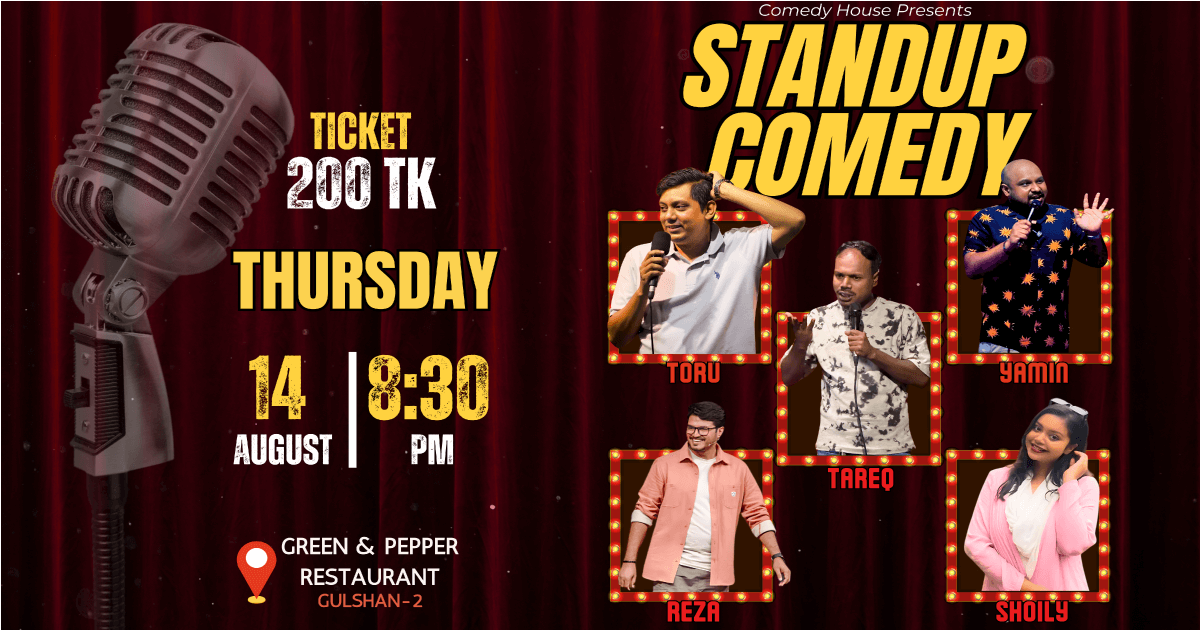 Comedy House Presents
STANDUP
COMEDY
TICKET
200 TK
THURSDAY
14
AUGUST
8:30
PM
GREEN & PEPPER
RESTAURANT
GULSHAN-2
TORU
YAMIN
TAREQ
REZA
SHOILY